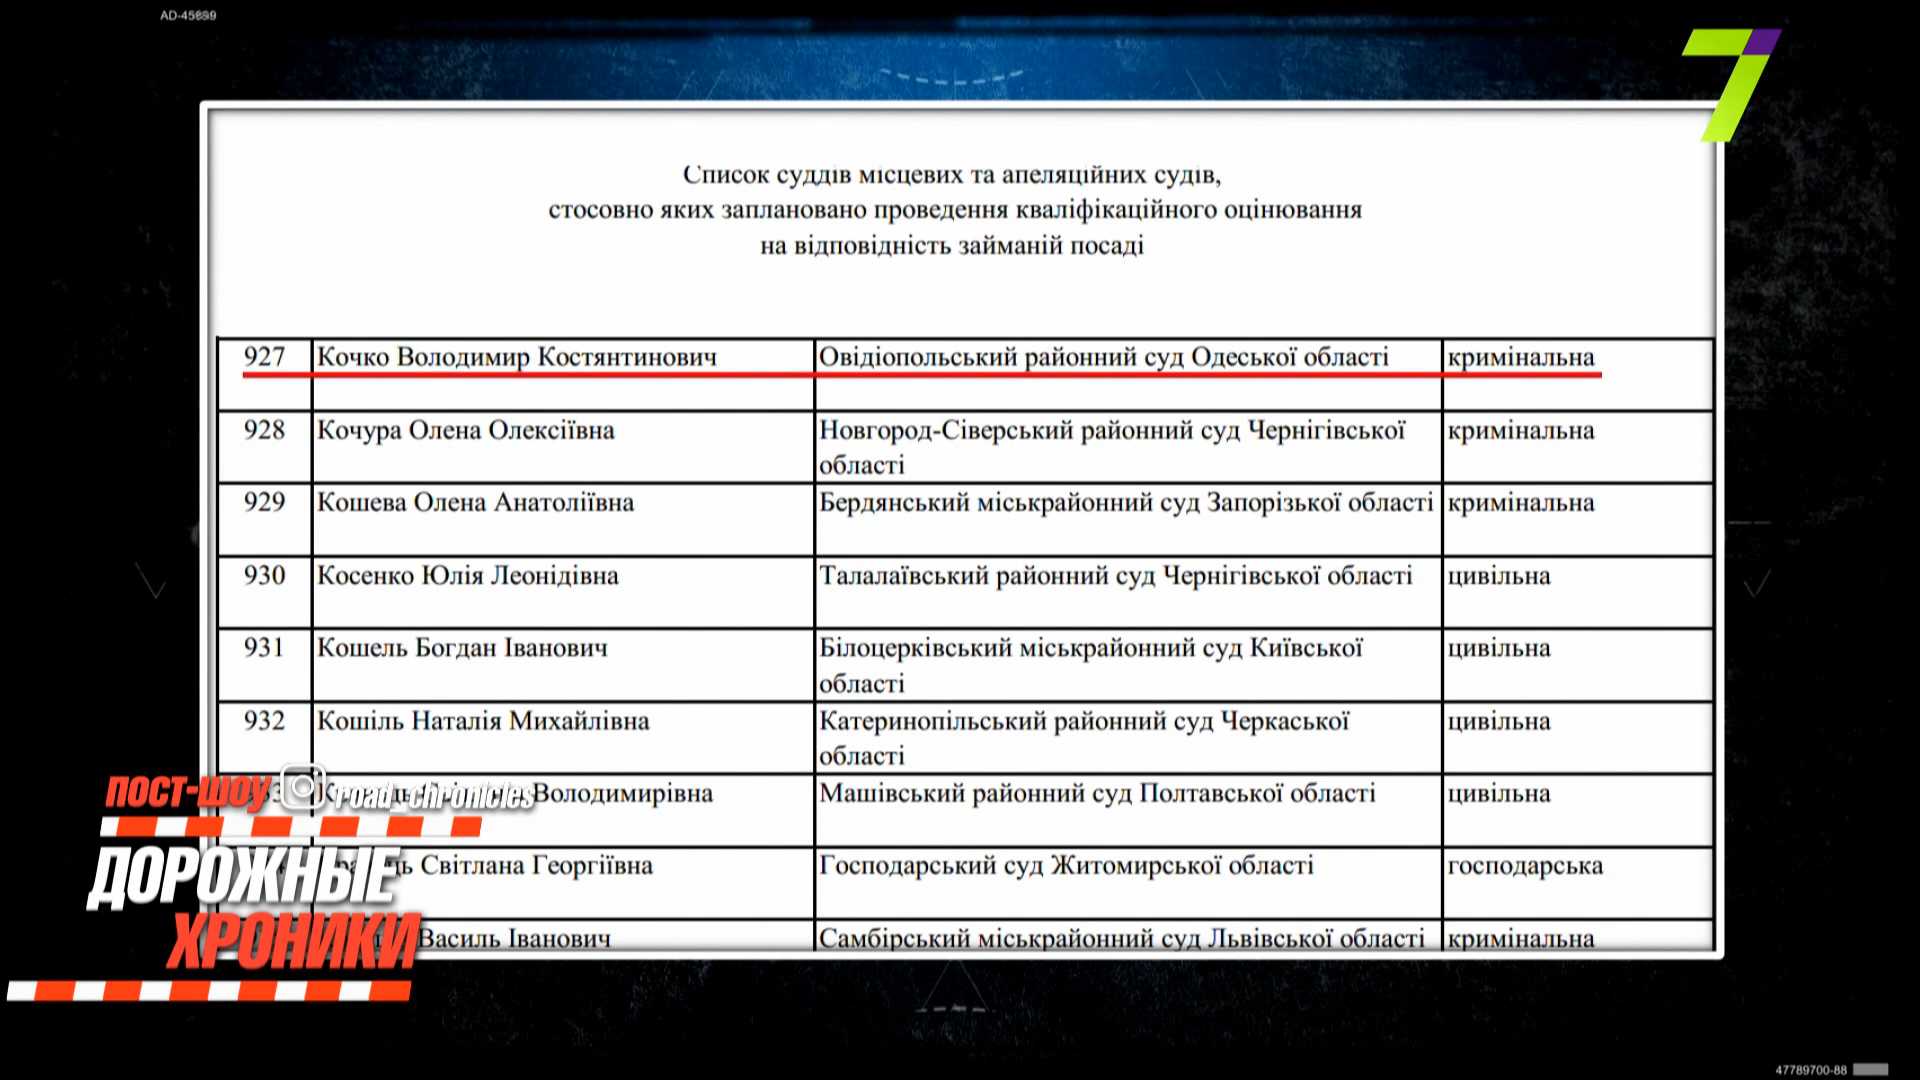 AD-45899
7
Список суддів місцевих та апеляційних судів,
стосовно яких заплановано проведення кваліфікаційного оцінювання
на відповідність займаній посаді
927 Кочко Володимир Костянтинович Овідіопольський районний суд Одеської області кримінальна
928 Кочура Олена Олексіївна Новгород-Сіверський районний суд Чернігівської кримінальна
області
929 Кошева Олена Анатоліївна Бердянський міськрайонний суд Запорізької області кримінальна
930 Косенко Юлія Леонідівна Талалаївський районний суд Чернігівської області цивільна
931 Кошель Богдан Іванович Білоцерківський міськрайонний суд Київської цивільна
області
932 Кошіль Наталія Михайлівна Катеринопільський районний суд Черкаської цивільна
області
Володимирівна Машівський районний суд Полтавської області цивільна
Світлана Георгіївна Господарський суд Житомирської області господарська
Василь Іванович Самбірський міськрайонний суд Львівської області кримінальна
ПОСТ-ШОУ road_chronicles
ДОРОЖНЫЕ
ХРОНИКИ
47789700-88